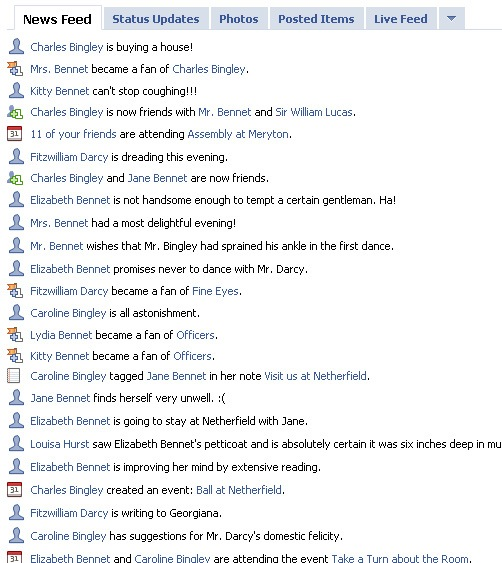 News Feed Status Updates Photos Posted Items Live Feed
Charles Bingley is buying a house!
Mrs. Bennet became a fan of Charles Bingley.
Kitty Bennet can't stop coughing!!!
Charles Bingley is now friends with Mr. Bennet and Sir William Lucas.
31 11 of your friends are attending Assembly at Meryton.
Fitzwilliam Darcy is dreading this evening.
Charles Bingley and Jane Bennet are now friends.
Elizabeth Bennet is not handsome enough to tempt a certain gentleman. Ha!
Mrs. Bennet had a most delightful evening!
Mr. Bennet wishes that Mr. Bingley had sprained his ankle in the first dance.
Elizabeth Bennet promises never to dance with Mr. Darcy.
Fitzwilliam Darcy became a fan of Fine Eyes.
Caroline Bingley is all astonishment.
Lydia Bennet became a fan of Officers.
Kitty Bennet became a fan of Officers.
Caroline Bingley tagged Jane Bennet in her note Visit us at Netherfield.
Jane Bennet finds herself very unwell. :(
Elizabeth Bennet is going to stay at Netherfield with Jane.
Louisa Hurst saw Elizabeth Bennet's petticoat and is absolutely certain it was six inches deep in mu
Elizabeth Bennet is improving her mind by extensive reading.
31 Charles Bingley created an event: Ball at Netherfield.
Fitzwilliam Darcy is writing to Georgiana.
Caroline Bingley has suggestions for Mr. Darcy's domestic felicity.
31 Elizabeth Bennet and Caroline Bingley are attending the event Take a Turn about the Room.